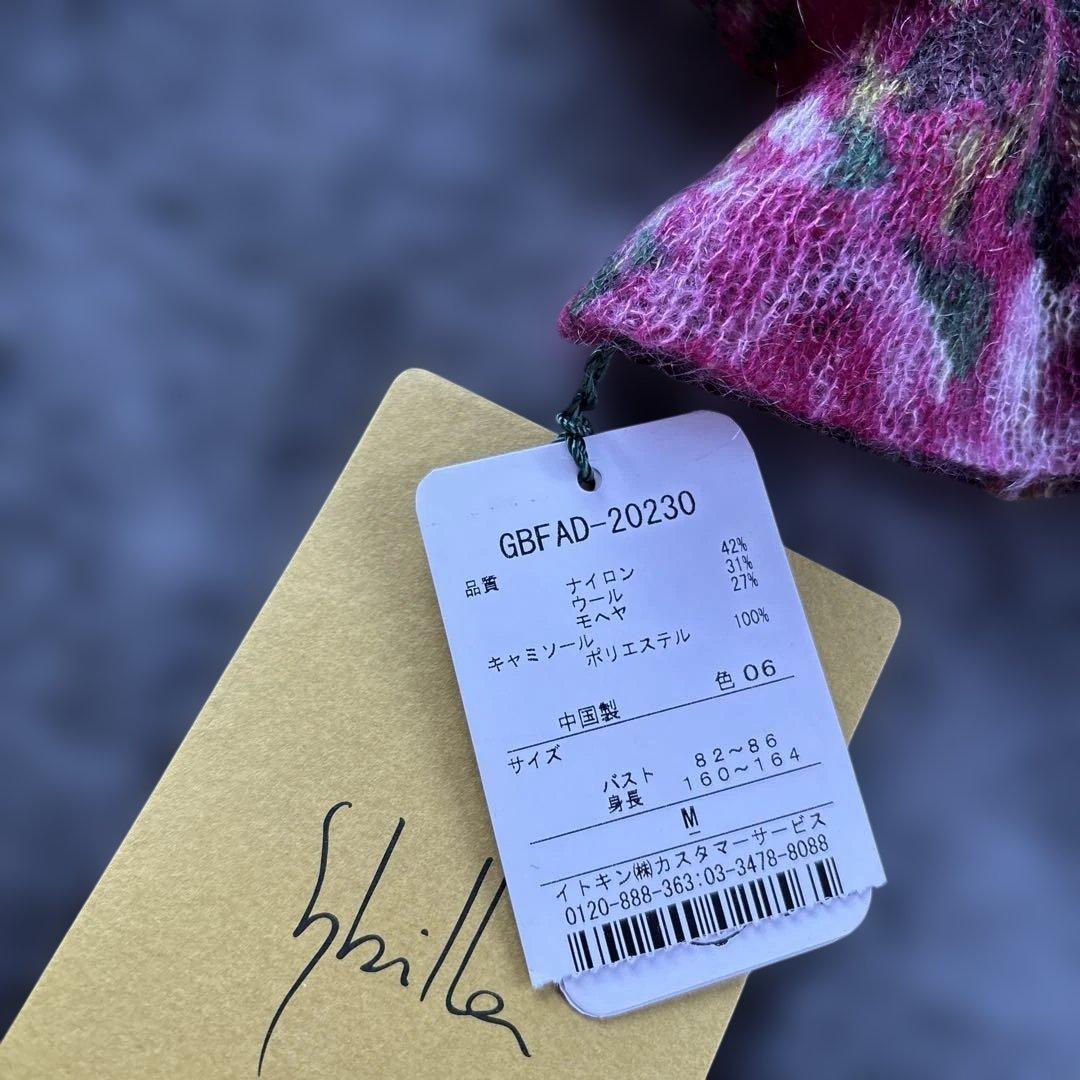 GBFAD-20230
品質 ナイロン 42%
ウール 31%
モヘヤ 27%
キャミソール
ポリエステル 100%
色 06
中国製
サイズ
バスト 82〜86
身長 160〜164
M
イトキン㈱カスタマーサービス
0120-888-363:03-3478-8088
Sybilla